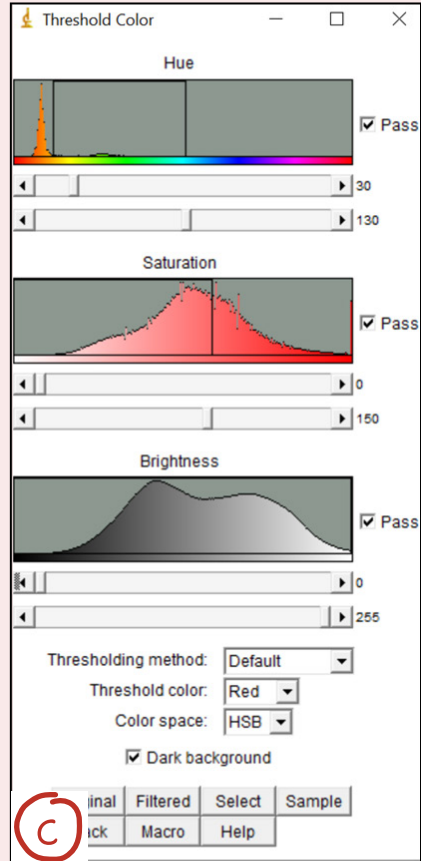 Threshold Color
Hue
Pass
30
130
Saturation
Pass
0
150
Brightness
Pass
0
255
Thresholding method: Default
Threshold color: Red
Color space: HSB
Dark background
inal Filtered Select Sample
ck Macro Help
C